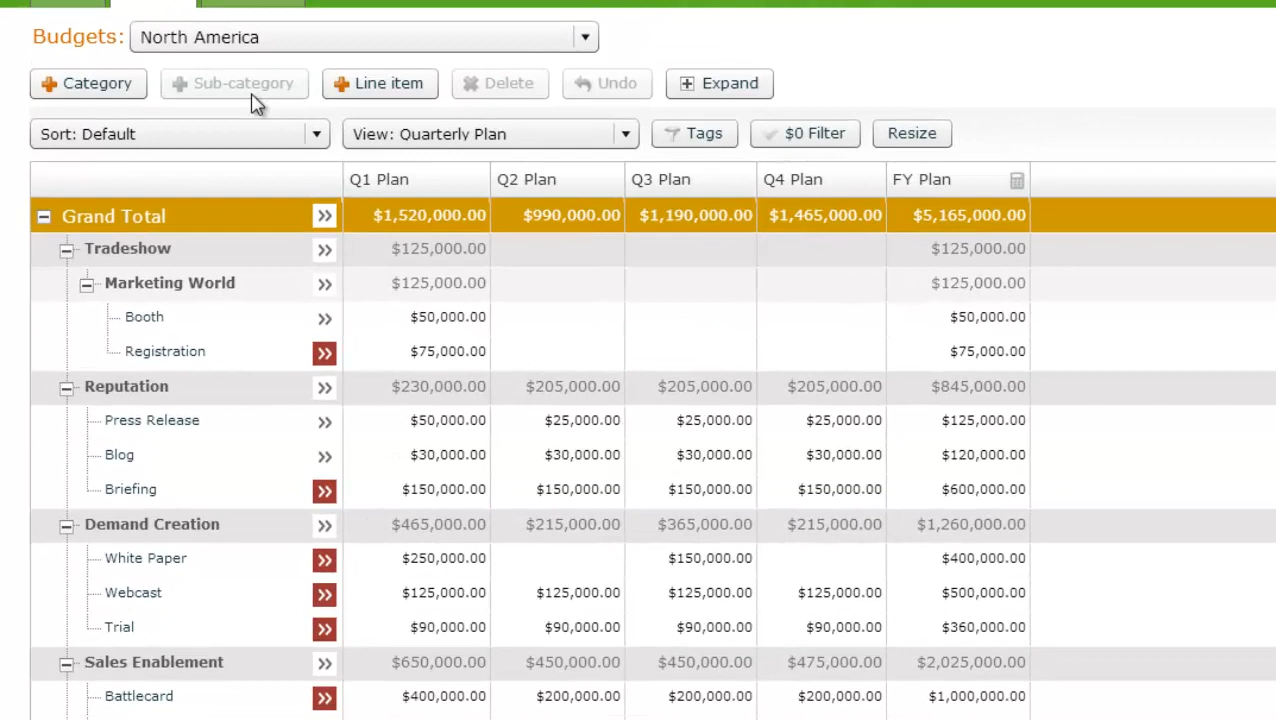 Budgets: North America
Category Sub-category Line item Delete Undo Expand
Sort: Default View: Quarterly Plan Tags $0 Filter Resize
Q1 Plan Q2 Plan Q3 Plan Q4 Plan FY Plan
Grand Total $1,520,000.00 $990,000.00 $1,190,000.00 $1,465,000.00 $5,165,000.00
Tradeshow $125,000.00 $125,000.00
Marketing World $125,000.00 $125,000.00
Booth $50,000.00 $50,000.00
Registration $75,000.00 $75,000.00
Reputation $230,000.00 $205,000.00 $205,000.00 $205,000.00 $845,000.00
Press Release $50,000.00 $25,000.00 $25,000.00 $25,000.00 $125,000.00
Blog $30,000.00 $30,000.00 $30,000.00 $30,000.00 $120,000.00
Briefing $150,000.00 $150,000.00 $150,000.00 $150,000.00 $600,000.00
Demand Creation $465,000.00 $215,000.00 $365,000.00 $215,000.00 $1,260,000.00
White Paper $250,000.00 $150,000.00 $400,000.00
Webcast $125,000.00 $125,000.00 $125,000.00 $125,000.00 $500,000.00
Trial $90,000.00 $90,000.00 $90,000.00 $90,000.00 $360,000.00
Sales Enablement $650,000.00 $450,000.00 $450,000.00 $475,000.00 $2,025,000.00
Battlecard $400,000.00 $200,000.00 $200,000.00 $200,000.00 $1,000,000.00